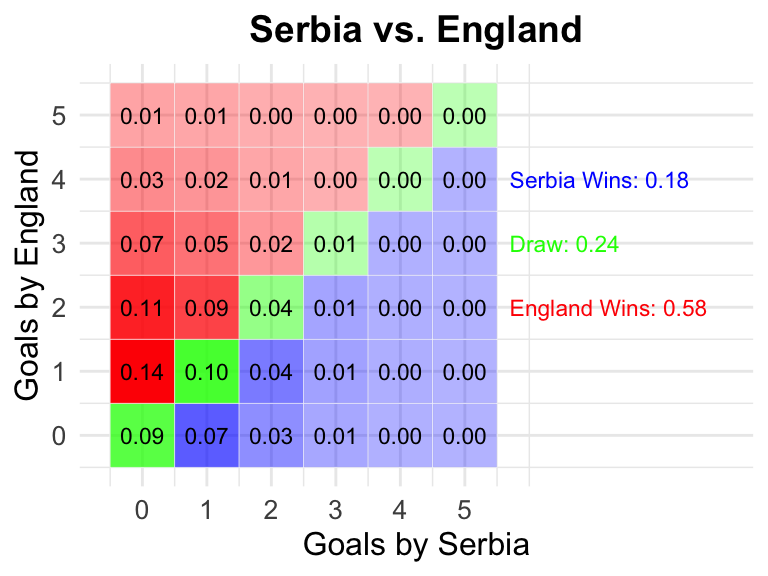 Serbia vs. England
Goals by England
5 0.01 0.01 0.00 0.00 0.00 0.00
4 0.03 0.02 0.01 0.00 0.00 0.00 Serbia Wins: 0.18
3 0.07 0.05 0.02 0.01 0.00 0.00 Draw: 0.24
2 0.11 0.09 0.04 0.01 0.00 0.00 England Wins: 0.58
1 0.14 0.10 0.04 0.01 0.00 0.00
0 0.09 0.07 0.03 0.01 0.00 0.00
0 1 2 3 4 5
Goals by Serbia